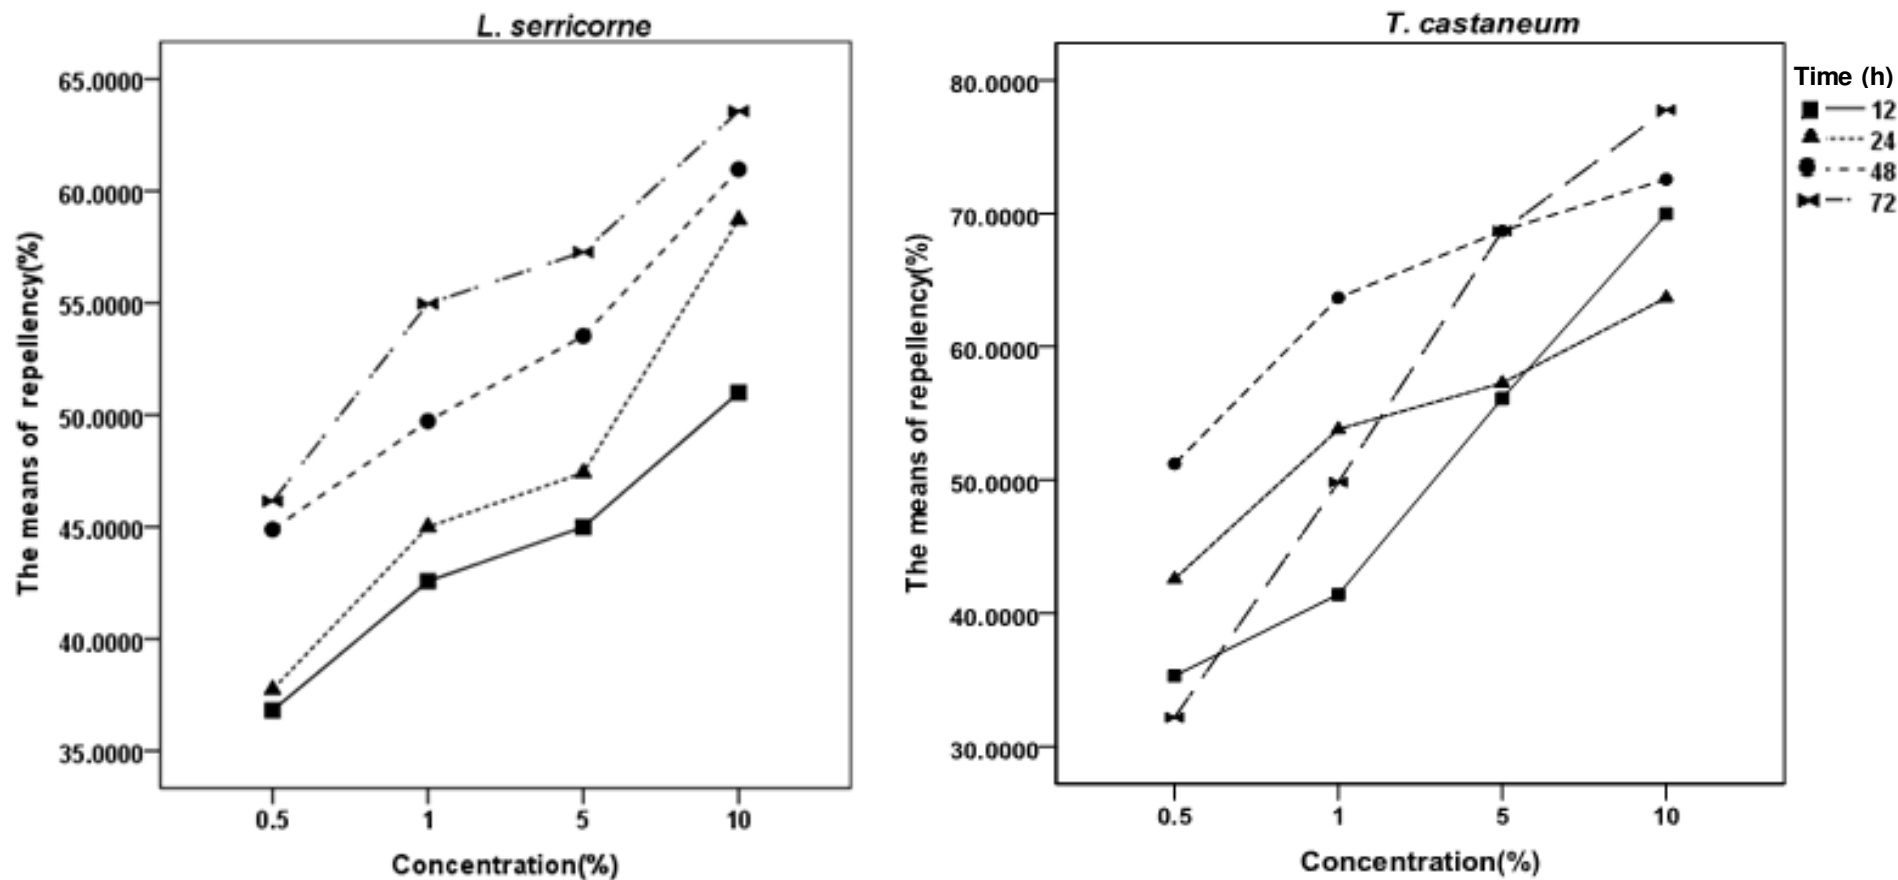 L. serricorne
65.0000
60.0000
55.0000
50.0000
45.0000
40.0000
35.0000
The means of repellency(%)
0.5 1 5 10
Concentration(%)
T. castaneum
80.0000
70.0000
60.0000
50.0000
40.0000
30.0000
The means of repellency(%)
0.5 1 5 10
Concentration(%)
Time (h)
12
24
48
72